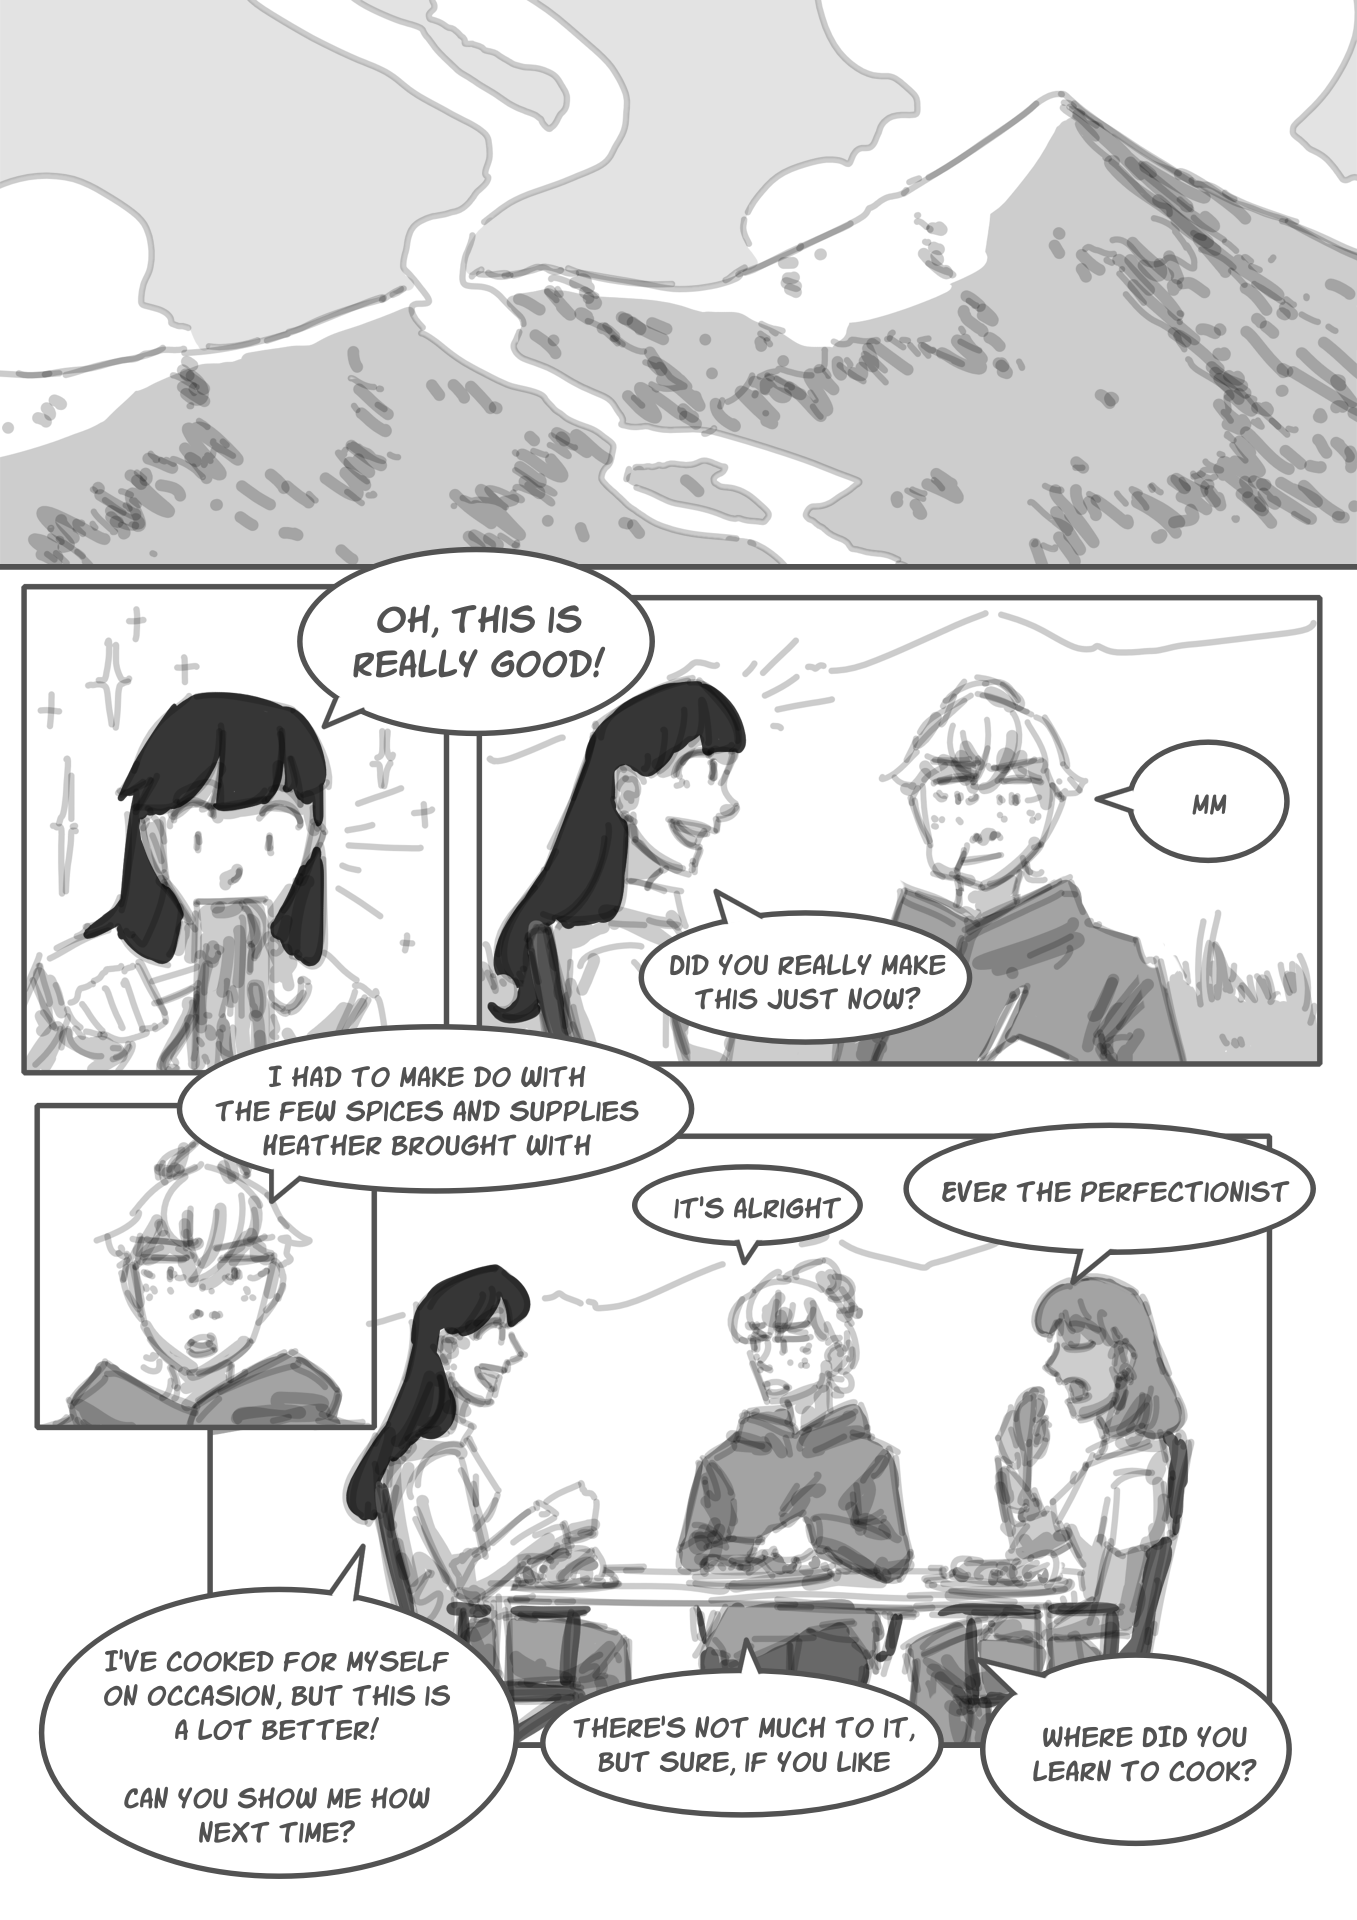 OH, THIS IS
REALLY GOOD!
MM
DID YOU REALLY MAKE
THIS JUST NOW?
I HAD TO MAKE DO WITH
THE FEW SPICES AND SUPPLIES
HEATHER BROUGHT WITH
IT'S ALRIGHT
EVER THE PERFECTIONIST
I'VE COOKED FOR MYSELF
ON OCCASION, BUT THIS IS
A LOT BETTER!
CAN YOU SHOW ME HOW
NEXT TIME?
THERE'S NOT MUCH TO IT,
BUT SURE, IF YOU LIKE
WHERE DID YOU
LEARN TO COOK?